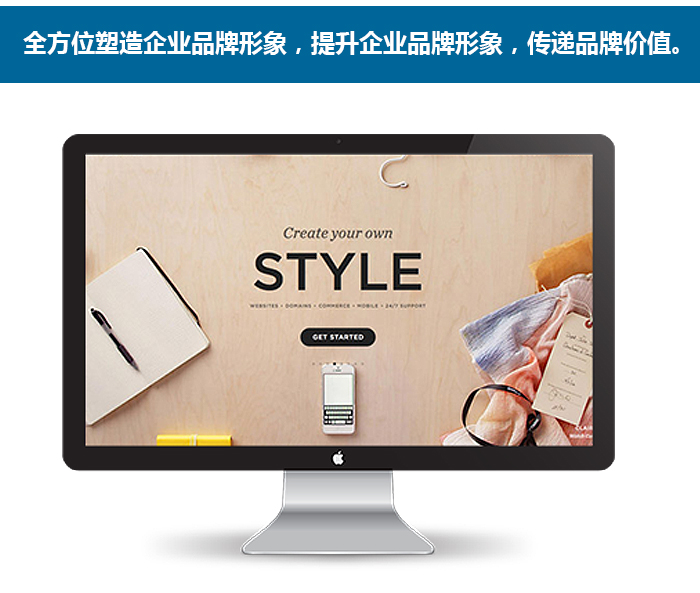 全方位塑造企业品牌形象，提升企业品牌形象，传递品牌价值。
Create your own
STYLE
WEBSITES • DOMAINS • COMMERCE • MOBILE • 24/7 SUPPORT
GET STARTED